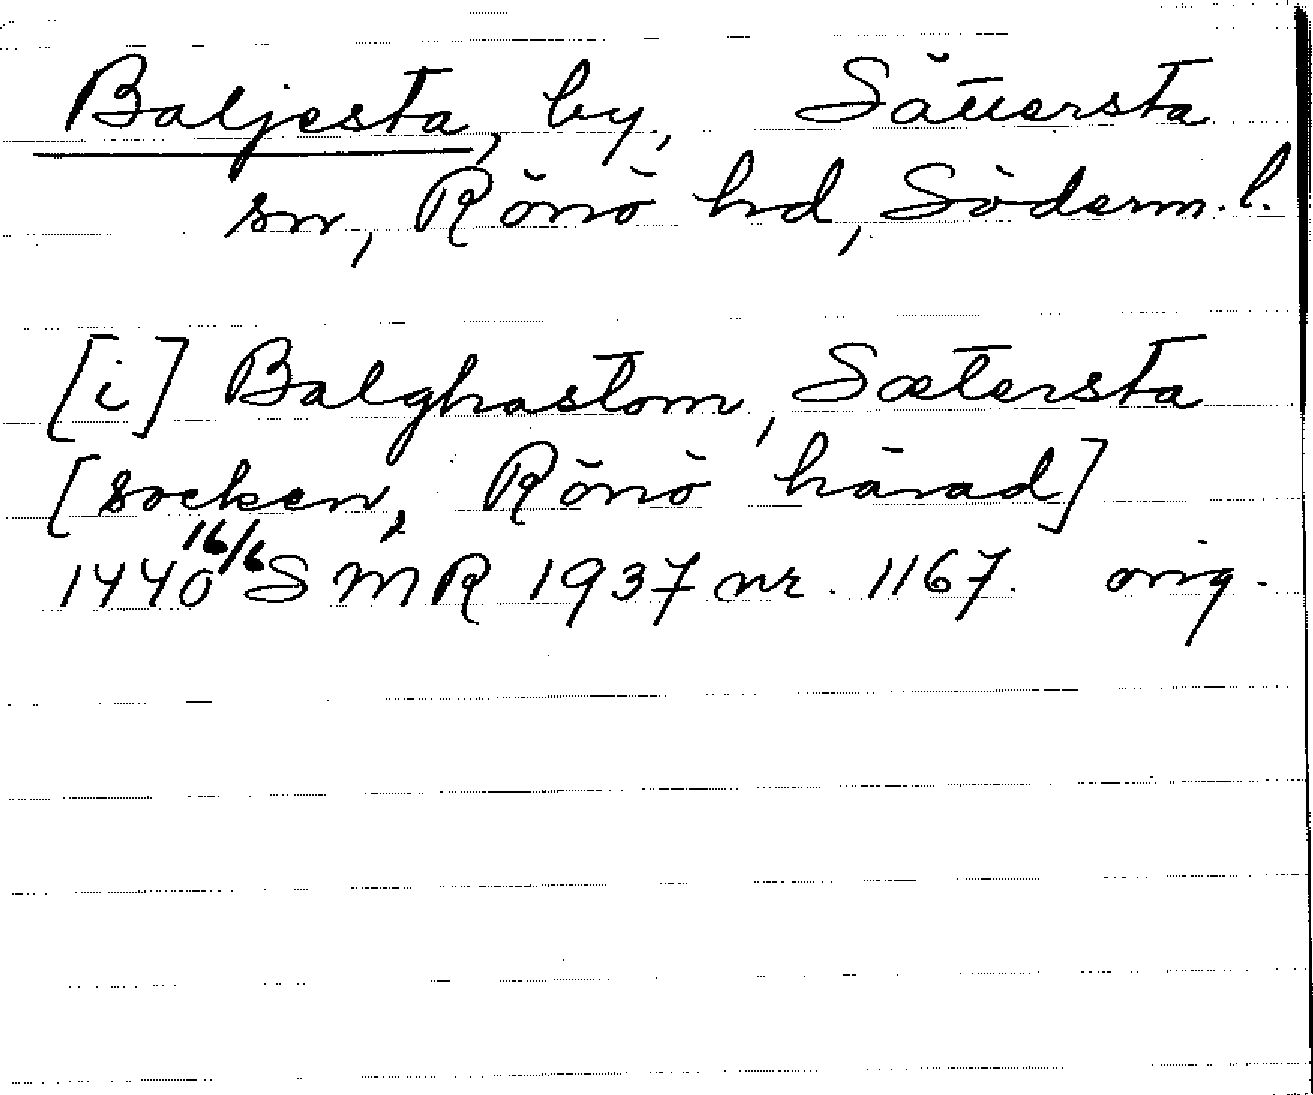 Baljesta, by, Sättersta
sn, Rönö hd, Söderm. l.
[i] Balghastom, Sætersta
[socken, Rönö härad]
1440 16/6 SMR 1937 nr. 1167. orig.